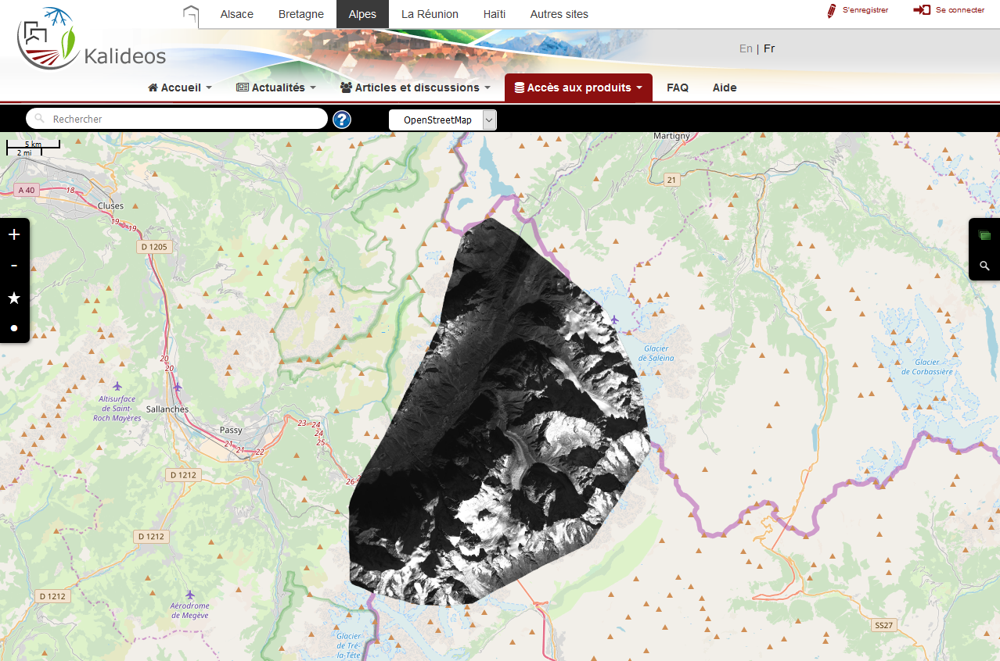 Alsace
Bretagne
Alpes
La Réunion
Haïti
Autres sites
S'enregistrer
Se connecter
Kalideos
En | Fr
Accueil
Actualités
Articles et discussions
Accès aux produits
FAQ
Aide
Rechercher
?
OpenStreetMap
5 km
2 mi
Martigny
21
A 40
18
Cluses
19
19
D 1205
+
-
Glacier
de Saleina
Glacier
de Corbassière
20
20
Altisurface
de Saint-
Roch Mayères
Sallanches
Passy
23
24
24
25
21
21
22
26
D 1212
D 1212
D 1212
Aérodrome
de Megève
Glacier
de Tré-
la-Tête
SS27